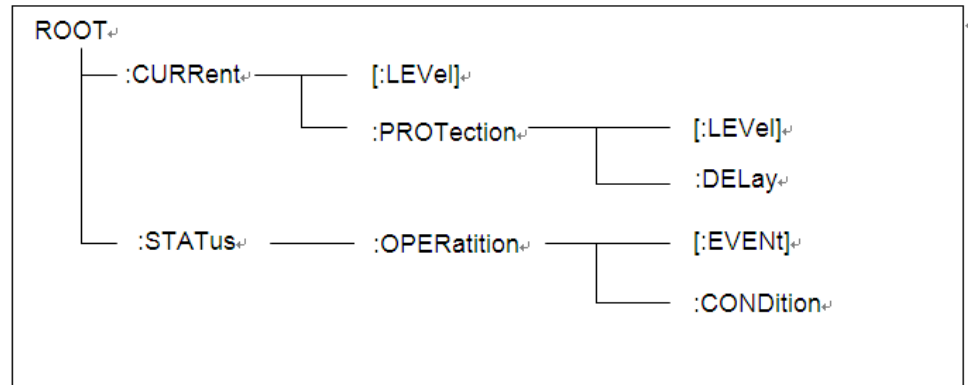 ROOT↵
:CURRent↵ [:LEVel]↵
:PROTection↵ [:LEVel]↵
:DELay↵
:STATus↵ :OPERatition↵ [:EVENt]↵
:CONDition↵